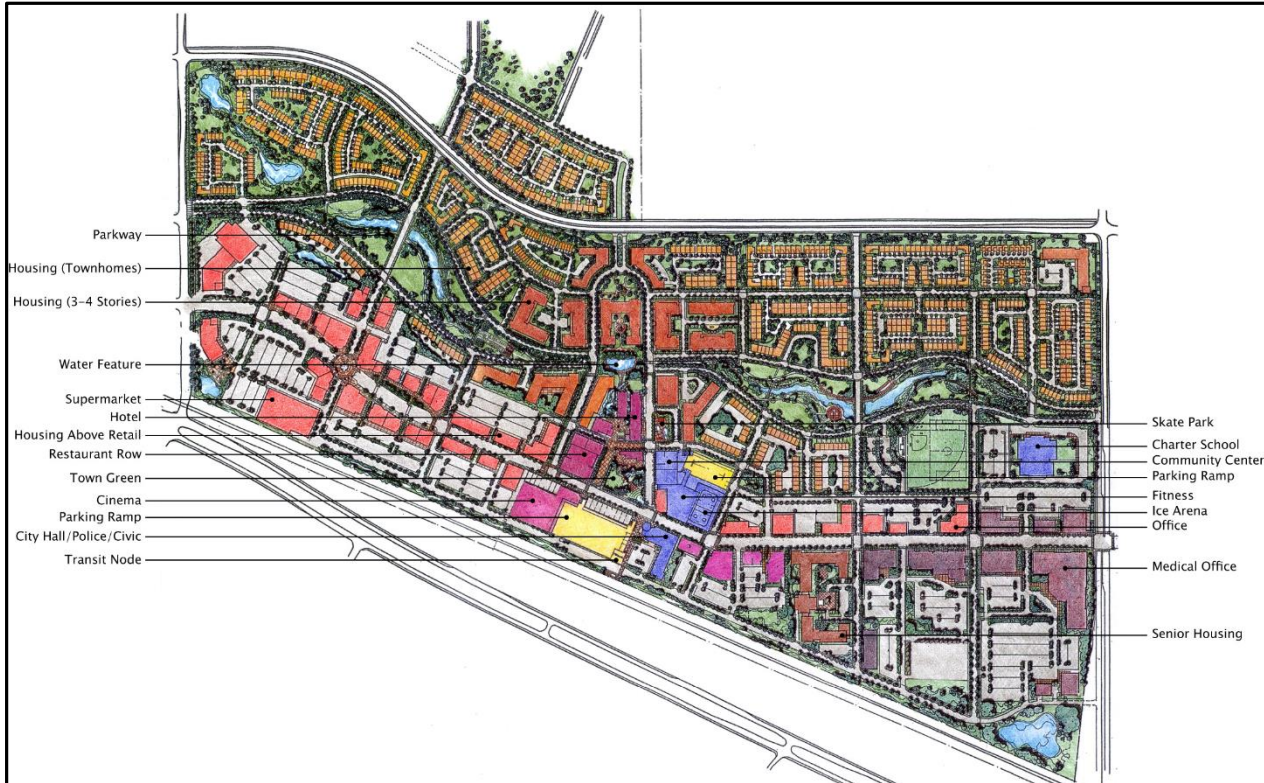 Parkway
Housing (Townhomes)
Housing (3-4 Stories)
Water Feature
Supermarket
Hotel
Housing Above Retail
Restaurant Row
Town Green
Cinema
Parking Ramp
City Hall/Police/Civic
Transit Node
Skate Park
Charter School
Community Center
Parking Ramp
Fitness
Ice Arena
Office
Medical Office
Senior Housing